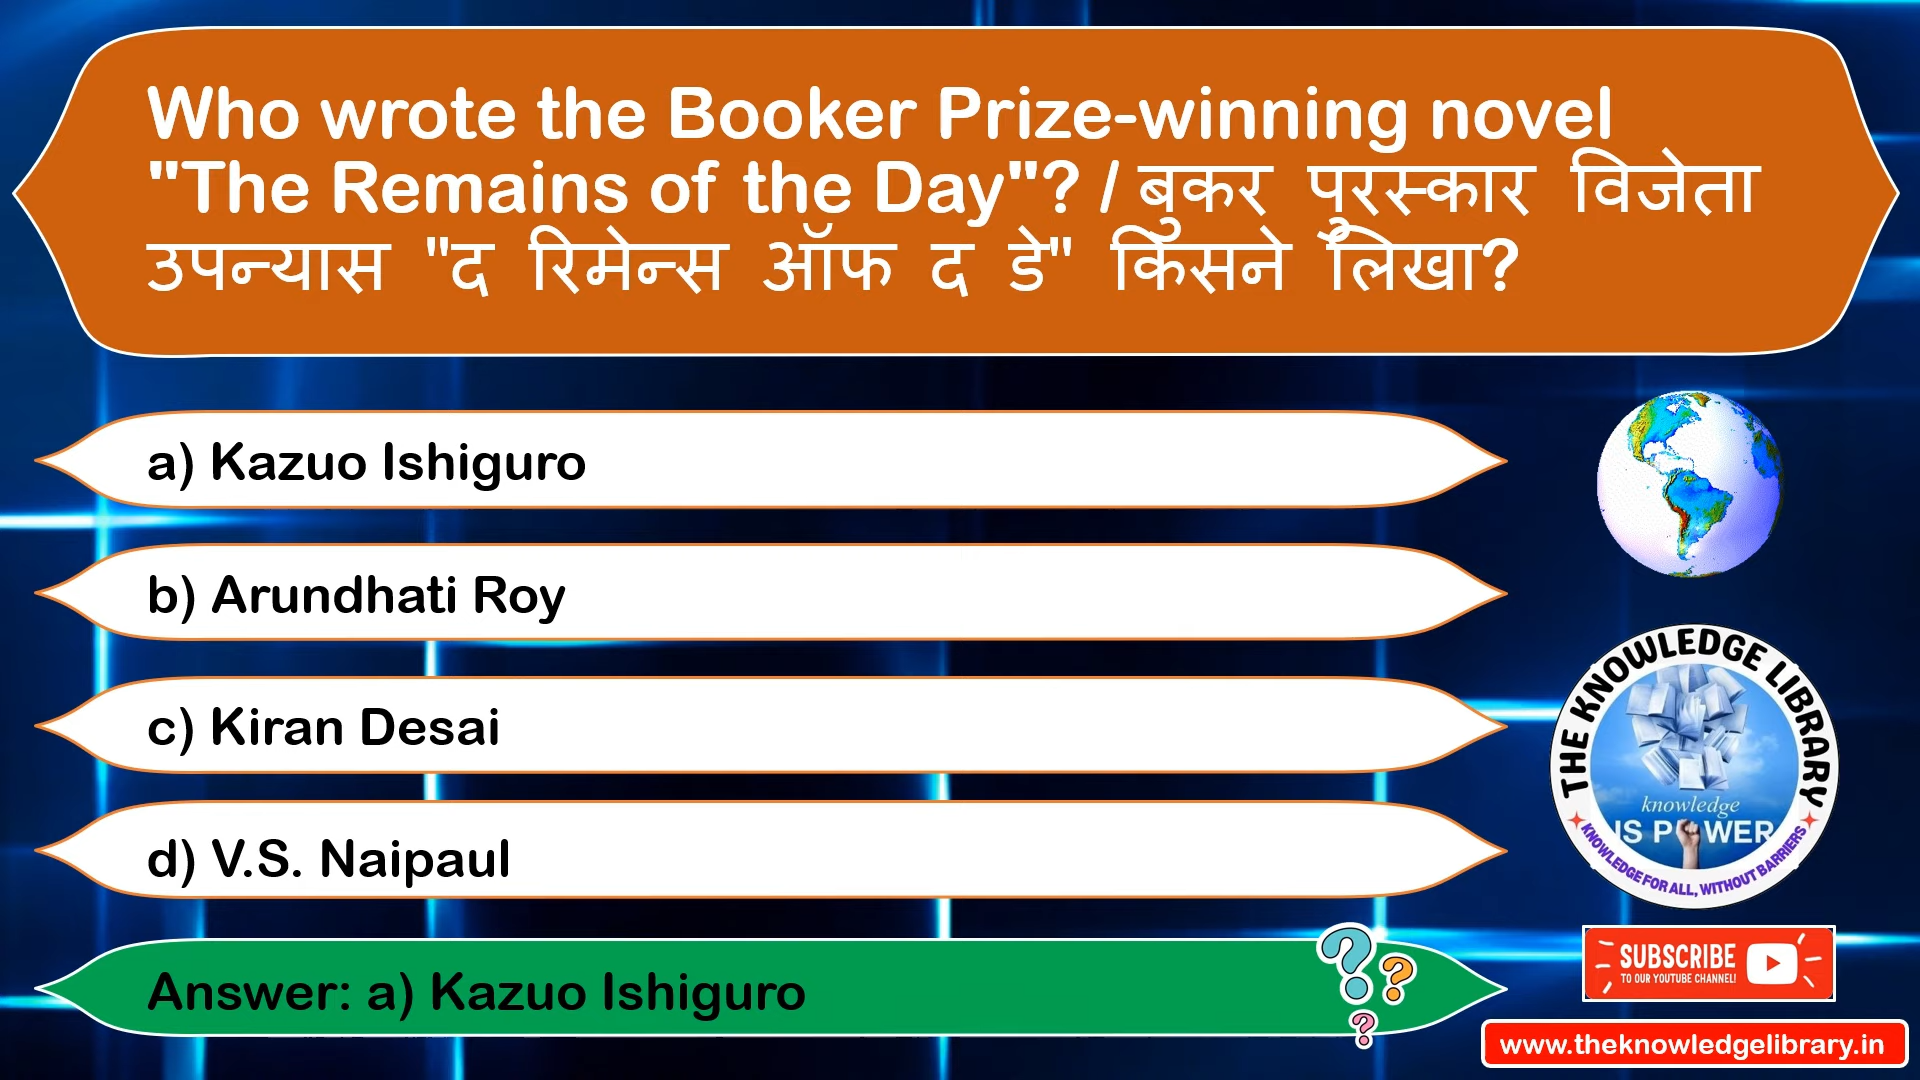 Who wrote the Booker Prize-winning novel
"The Remains of the Day"? / बुकर पुरस्कार विजेता
उपन्यास "द रिमेन्स ऑफ द डे" किसने लिखा?
a) Kazuo Ishiguro
b) Arundhati Roy
c) Kiran Desai
d) V.S. Naipaul
Answer: a) Kazuo Ishiguro
THE KNOWLEDGE LIBRARY
knowledge
IS POWER
KNOWLEDGE FOR ALL, WITHOUT BARRIERS
SUBSCRIBE
TO OUR YOUTUBE CHANNEL!
www.theknowledgelibrary.in